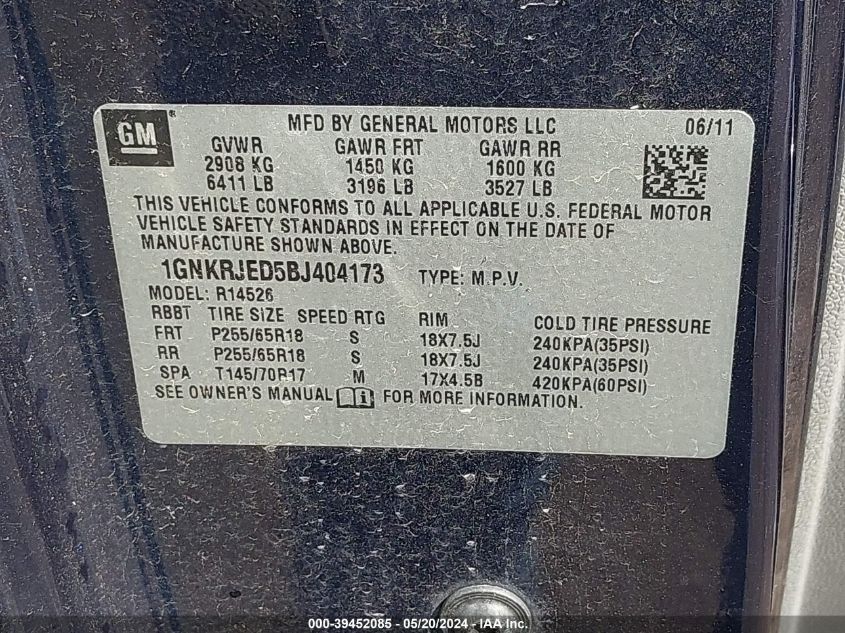 GM ® MFD BY GENERAL MOTORS LLC 06/11
GVWR GAWR FRT GAWR RR
2908 KG 1450 KG 1600 KG
6411 LB 3196 LB 3527 LB
THIS VEHICLE CONFORMS TO ALL APPLICABLE U.S. FEDERAL MOTOR
VEHICLE SAFETY STANDARDS IN EFFECT ON THE DATE OF
MANUFACTURE SHOWN ABOVE.
1GNKRJED5BJ404173 TYPE: M.P.V.
MODEL: R14526
RBBT TIRE SIZE SPEED RTG RIM COLD TIRE PRESSURE
FRT P255/65R18 S 18X7.5J 240KPA(35PSI)
RR P255/65R18 S 18X7.5J 240KPA(35PSI)
SPA T145/70R17 M 17X4.5B 420KPA(60PSI)
SEE OWNER'S MANUAL FOR MORE INFORMATION.
000-39452085 — 05/20/2024 — IAA Inc.